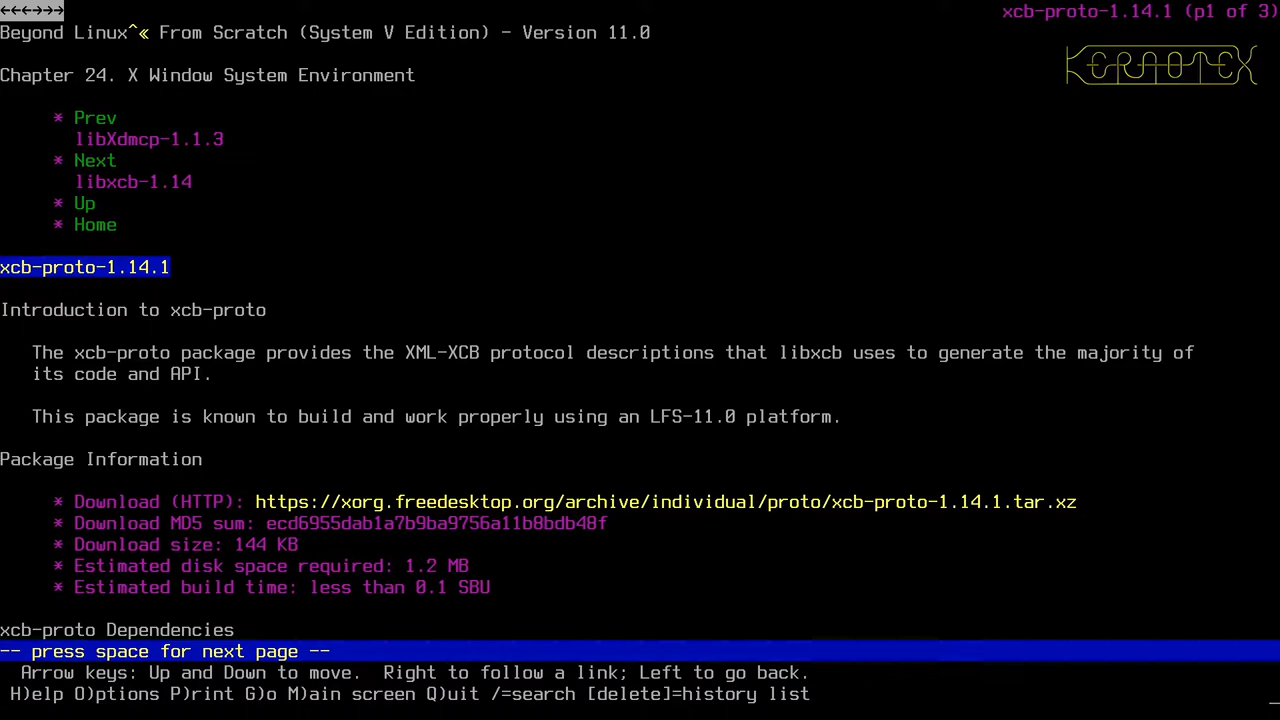 ←←←→→→ xcb-proto-1.14.1 (p1 of 3)
Beyond Linux^« From Scratch (System V Edition) - Version 11.0
KERAOTEX
Chapter 24. X Window System Environment
* Prev
libXdmcp-1.1.3
* Next
libxcb-1.14
* Up
* Home
xcb-proto-1.14.1
Introduction to xcb-proto
The xcb-proto package provides the XML-XCB protocol descriptions that libxcb uses to generate the majority of
its code and API.
This package is known to build and work properly using an LFS-11.0 platform.
Package Information
* Download (HTTP): https://xorg.freedesktop.org/archive/individual/proto/xcb-proto-1.14.1.tar.xz
* Download MD5 sum: ecd6955dab1a7b9ba9756a11b8bdb48f
* Download size: 144 KB
* Estimated disk space required: 1.2 MB
* Estimated build time: less than 0.1 SBU
xcb-proto Dependencies
-- press space for next page --
Arrow keys: Up and Down to move.  Right to follow a link; Left to go back.
H)elp O)ptions P)rint G)o M)ain screen Q)uit /=search [delete]=history list